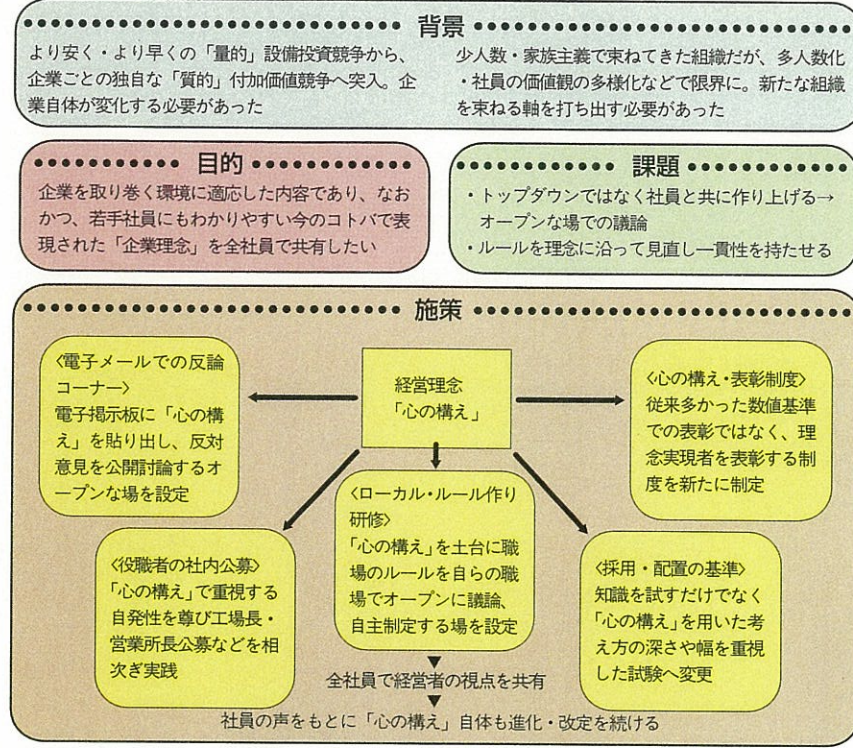 背景
より安く・より早くの「量的」設備投資競争から、
企業ごとの独自な「質的」付加価値競争へ突入。企
業自体が変化する必要があった
少人数・家族主義で束ねてきた組織だが、多人数化
・社員の価値観の多様化などで限界に。新たな組織
を束ねる軸を打ち出す必要があった
目的
企業を取り巻く環境に適応した内容であり、なお
かつ、若手社員にもわかりやすい今のコトバで表
現された「企業理念」を全社員で共有したい
課題
・トップダウンではなく社員と共に作り上げる→
オープンな場での議論
・ルールを理念に沿って見直し一貫性を持たせる
施策
〈電子メールでの反論
コーナー〉
電子掲示板に「心の構
え」を貼り出し、反対
意見を公開討論するオ
ープンな場を設定
経営理念
「心の構え」
〈心の構え・表彰制度〉
従来多かった数値基準
での表彰ではなく、理
念実現者を表彰する制
度を新たに制定
〈役職者の社内公募〉
「心の構え」で重視する
自発性を尊び工場長・
営業所長公募などを相
次ぎ実践
〈ローカル・ルール作り
研修〉
「心の構え」を土台に職
場のルールを自らの職
場でオープンに議論、
自主制定する場を設定
〈採用・配置の基準〉
知識を試すだけでなく
「心の構え」を用いた考
え方の深さや幅を重視
した試験へ変更
全社員で経営者の視点を共有
社員の声をもとに「心の構え」自体も進化・改定を続ける